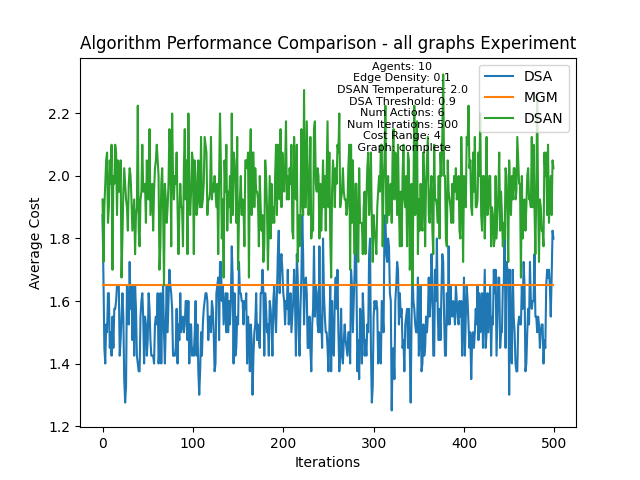 Algorithm Performance Comparison - all graphs Experiment
Agents: 10
Edge Density: 0.1
DSAN Temperature: 2.0
DSA Threshold: 0.9
Num Actions: 6
Num Iterations: 500
Cost Range: 4
Graph: complete
DSA
MGM
DSAN
Average Cost
2.2
2.0
1.8
1.6
1.4
1.2
0 100 200 300 400 500
Iterations